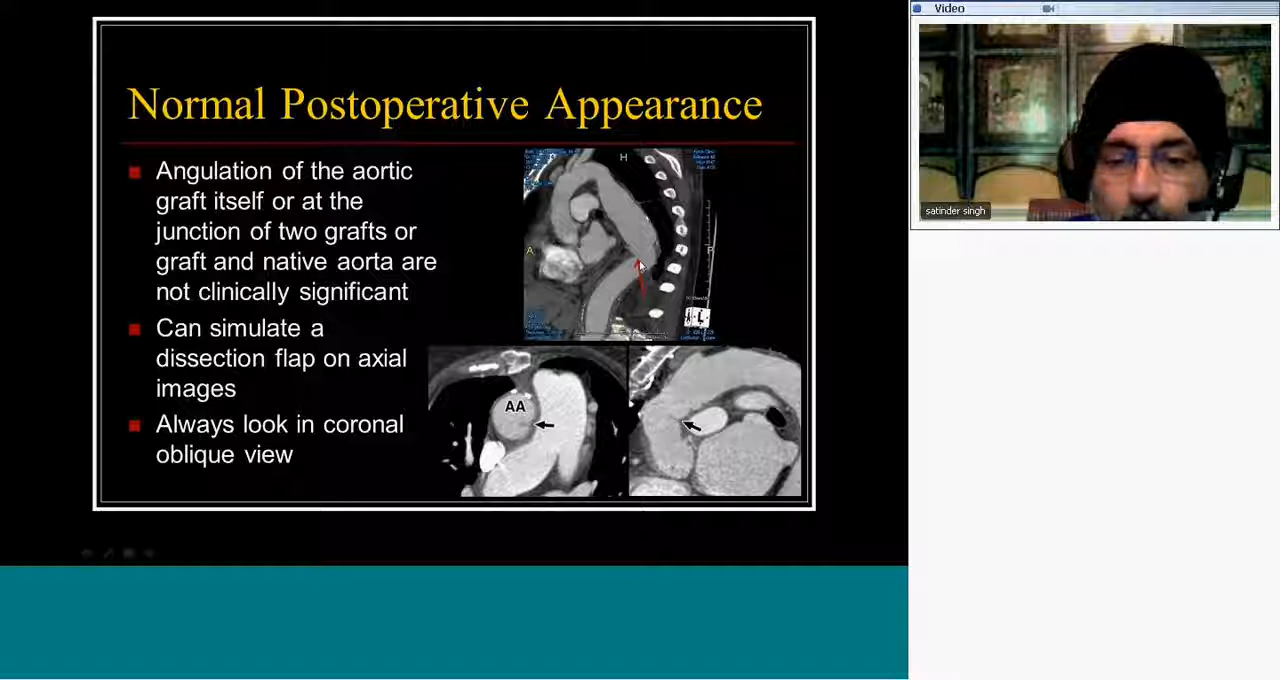 Video
Normal Postoperative Appearance
Angulation of the aortic
graft itself or at the
junction of two grafts or
graft and native aorta are
not clinically significant
Can simulate a
dissection flap on axial
images
Always look in coronal
oblique view
H
A
AA
satinder singh